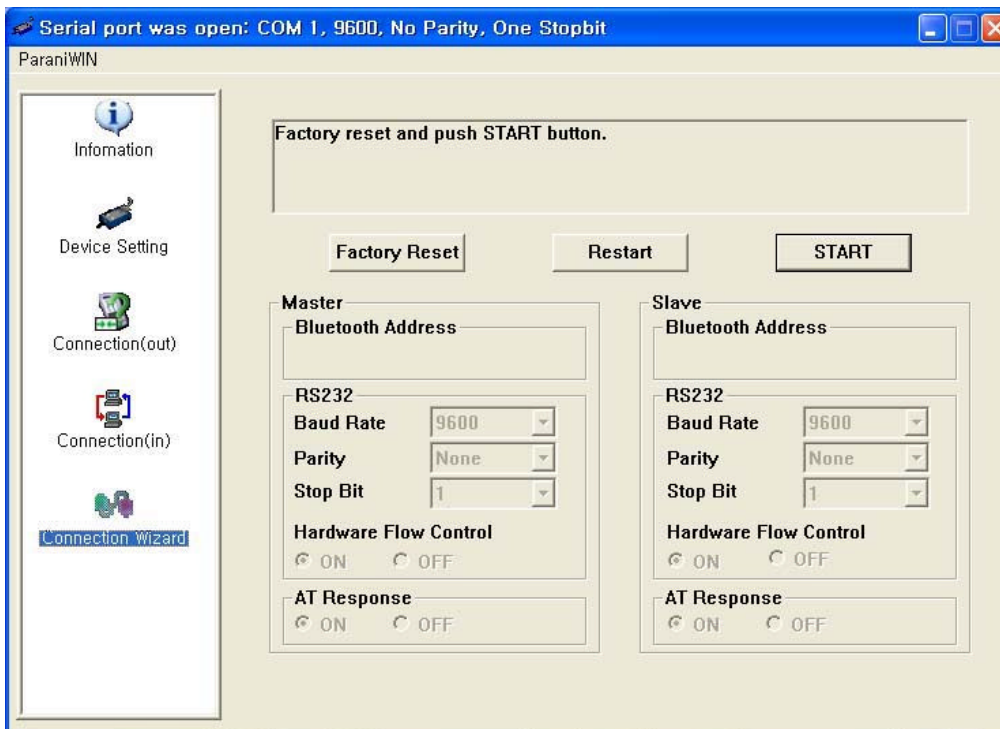 Serial port was open: COM 1, 9600, No Parity, One Stopbit
ParaniWIN
Infomation
Device Setting
Connection(out)
Connection(in)
Connection Wizard
Factory reset and push START button.
Factory Reset
Restart
START
Master
Bluetooth Address
RS232
Baud Rate
9600
Parity
None
Stop Bit
1
Hardware Flow Control
ON
OFF
AT Response
ON
OFF
Slave
Bluetooth Address
RS232
Baud Rate
9600
Parity
None
Stop Bit
1
Hardware Flow Control
ON
OFF
AT Response
ON
OFF